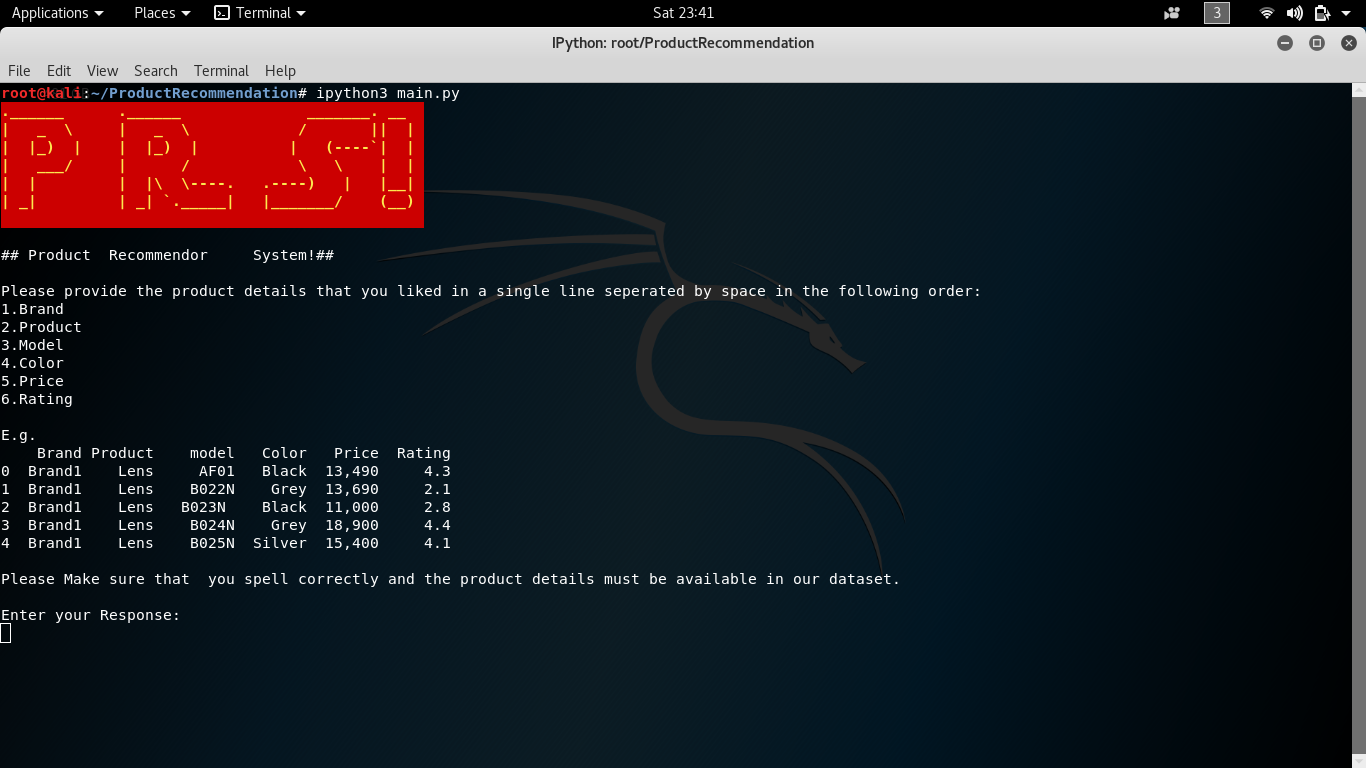 Applications Places Terminal Sat 23:41 3
IPython: root/ProductRecommendation
File Edit View Search Terminal Help
root@kali:~/ProductRecommendation# ipython3 main.py
P R S!
## Product  Recommendor     System!##
Please provide the product details that you liked in a single line seperated by space in the following order:
1.Brand
2.Product
3.Model
4.Color
5.Price
6.Rating
E.g.
    Brand Product    model   Color   Price  Rating
0  Brand1    Lens     AF01   Black  13,490     4.3
1  Brand1    Lens    B022N    Grey  13,690     2.1
2  Brand1    Lens   B023N    Black  11,000     2.8
3  Brand1    Lens    B024N    Grey  18,900     4.4
4  Brand1    Lens    B025N  Silver  15,400     4.1
Please Make sure that  you spell correctly and the product details must be available in our dataset.
Enter your Response: